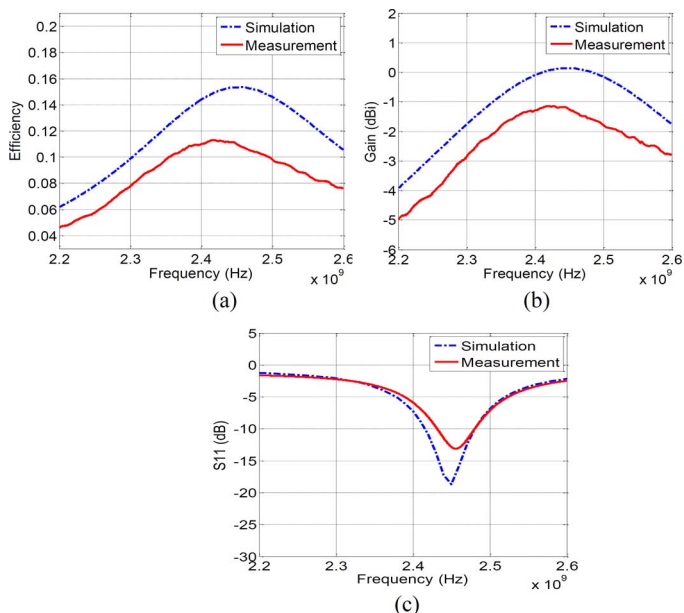 0.2
0.18
0.16
0.14
0.12
0.1
0.08
0.06
0.04
Efficiency
Simulation
Measurement
2.2 2.3 2.4 2.5 2.6
Frequency (Hz)
x 10^9
(a)
2
1
0
-1
-2
-3
-4
-5
-6
Gain (dBi)
Simulation
Measurement
2.2 2.3 2.4 2.5 2.6
Frequency (Hz)
x 10^9
(b)
5
0
-5
-10
-15
-20
-25
-30
S11 (dB)
Simulation
Measurement
2.2 2.3 2.4 2.5 2.6
Frequency (Hz)
x 10^9
(c)